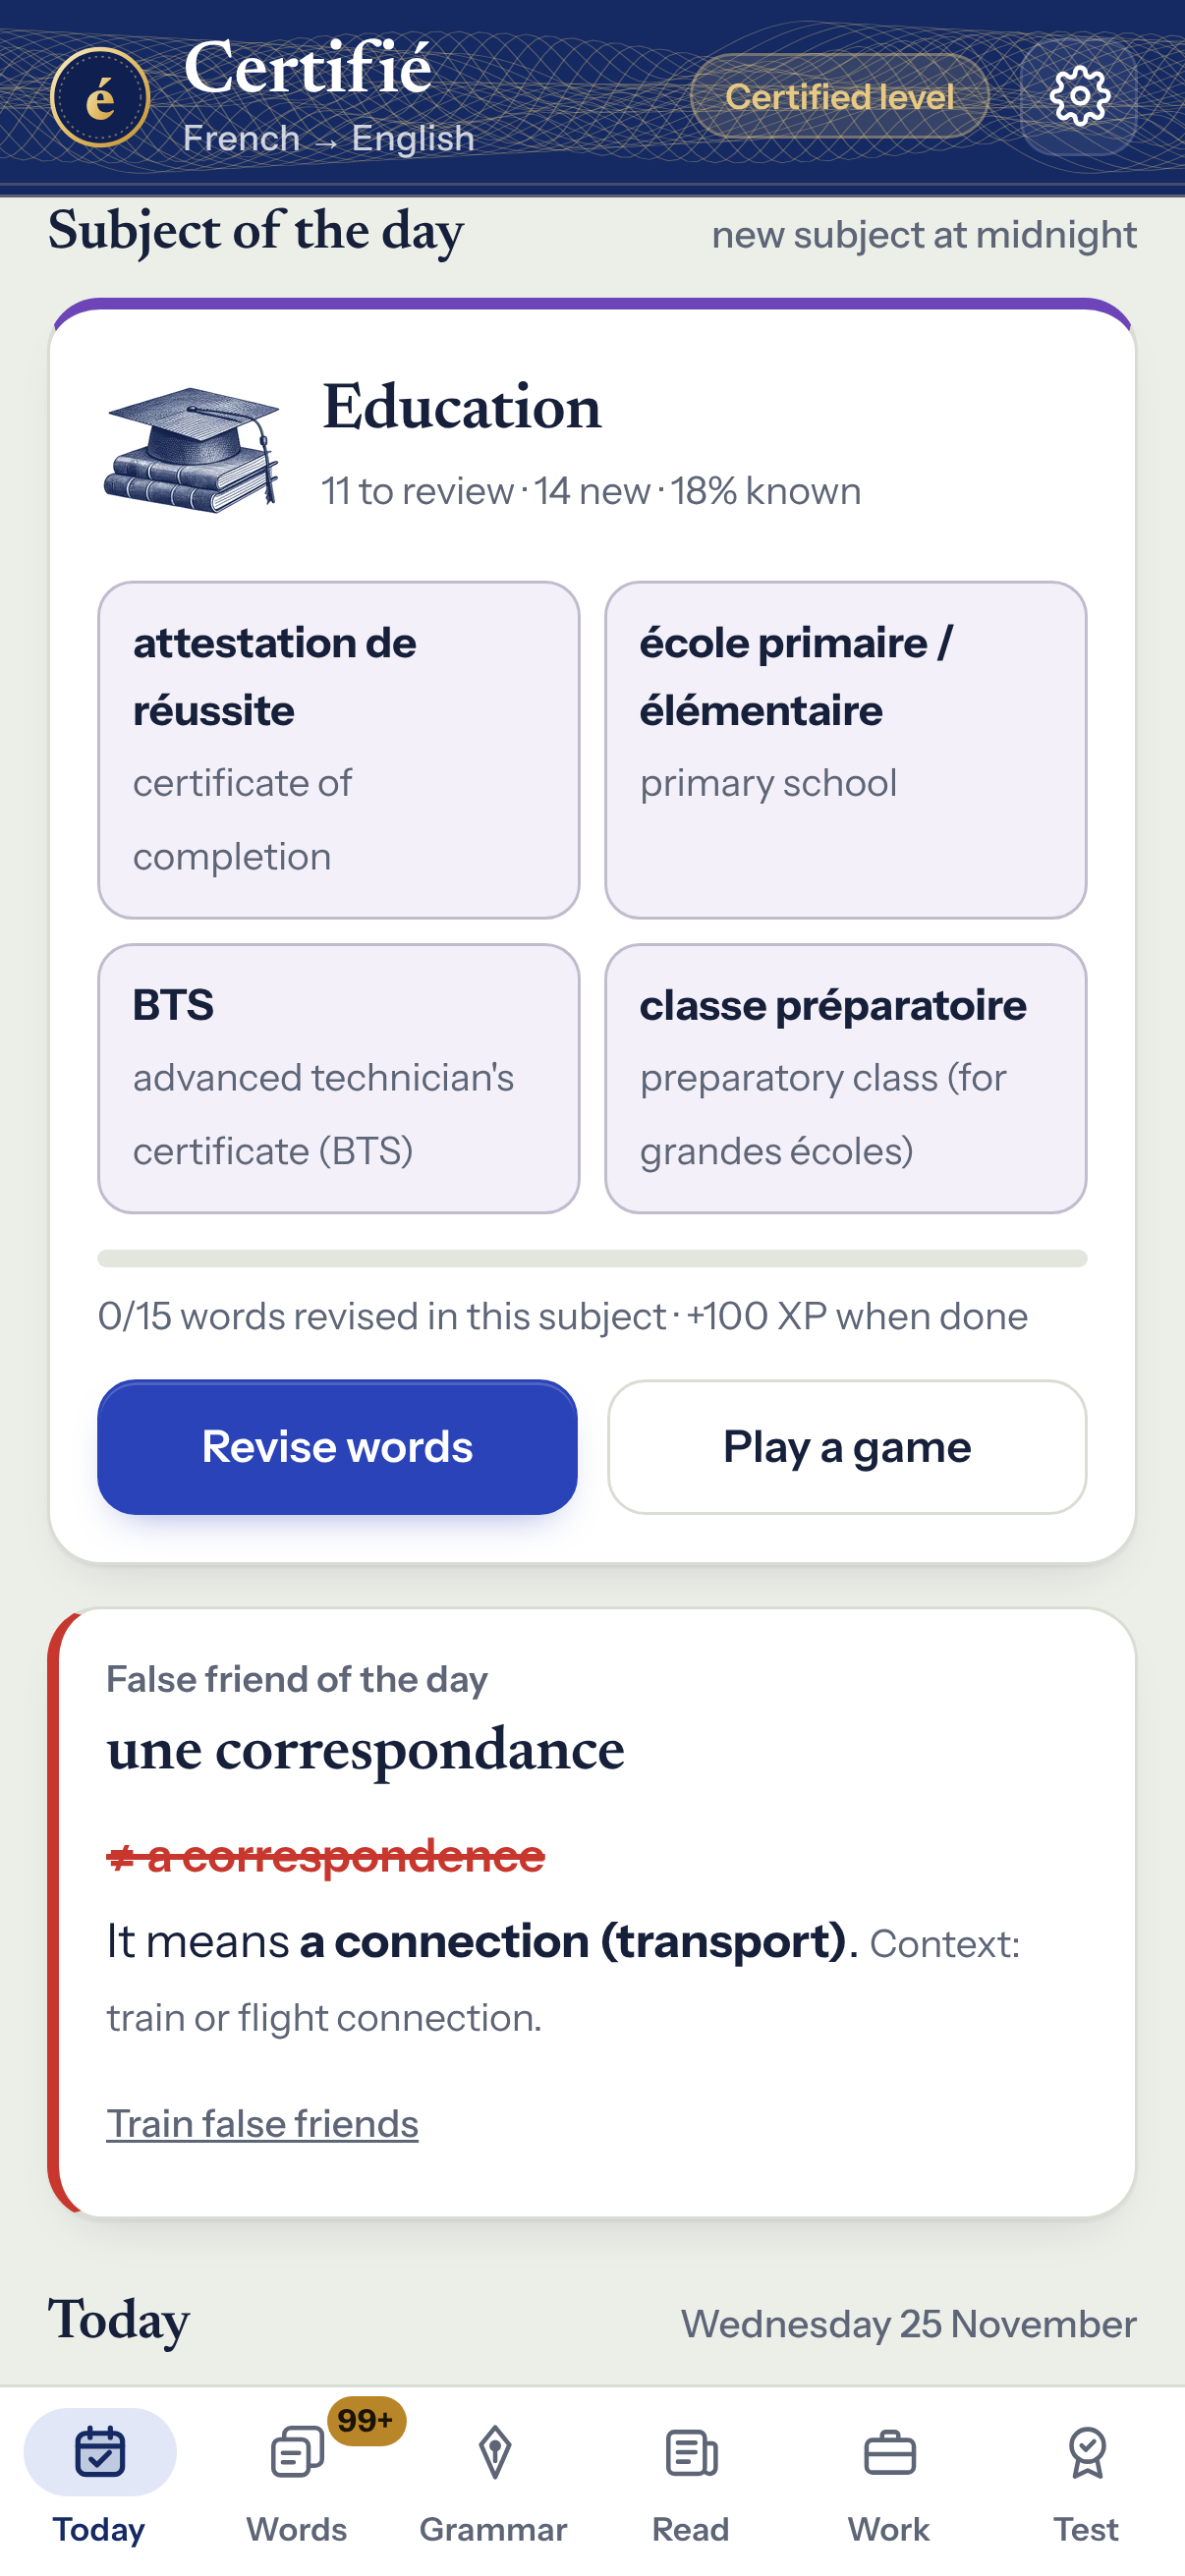 é
Certifié
French → English
Certified level
Subject of the day
new subject at midnight
Education
11 to review · 14 new · 18% known
attestation de
réussite
certificate of
completion
école primaire /
élémentaire
primary school
BTS
advanced technician's
certificate (BTS)
classe préparatoire
preparatory class (for
grandes écoles)
0/15 words revised in this subject · +100 XP when done
Revise words
Play a game
False friend of the day
une correspondance
≠ a correspondence
It means a connection (transport). Context:
train or flight connection.
Train false friends
Today
Wednesday 25 November
99+
Today
Words
Grammar
Read
Work
Test